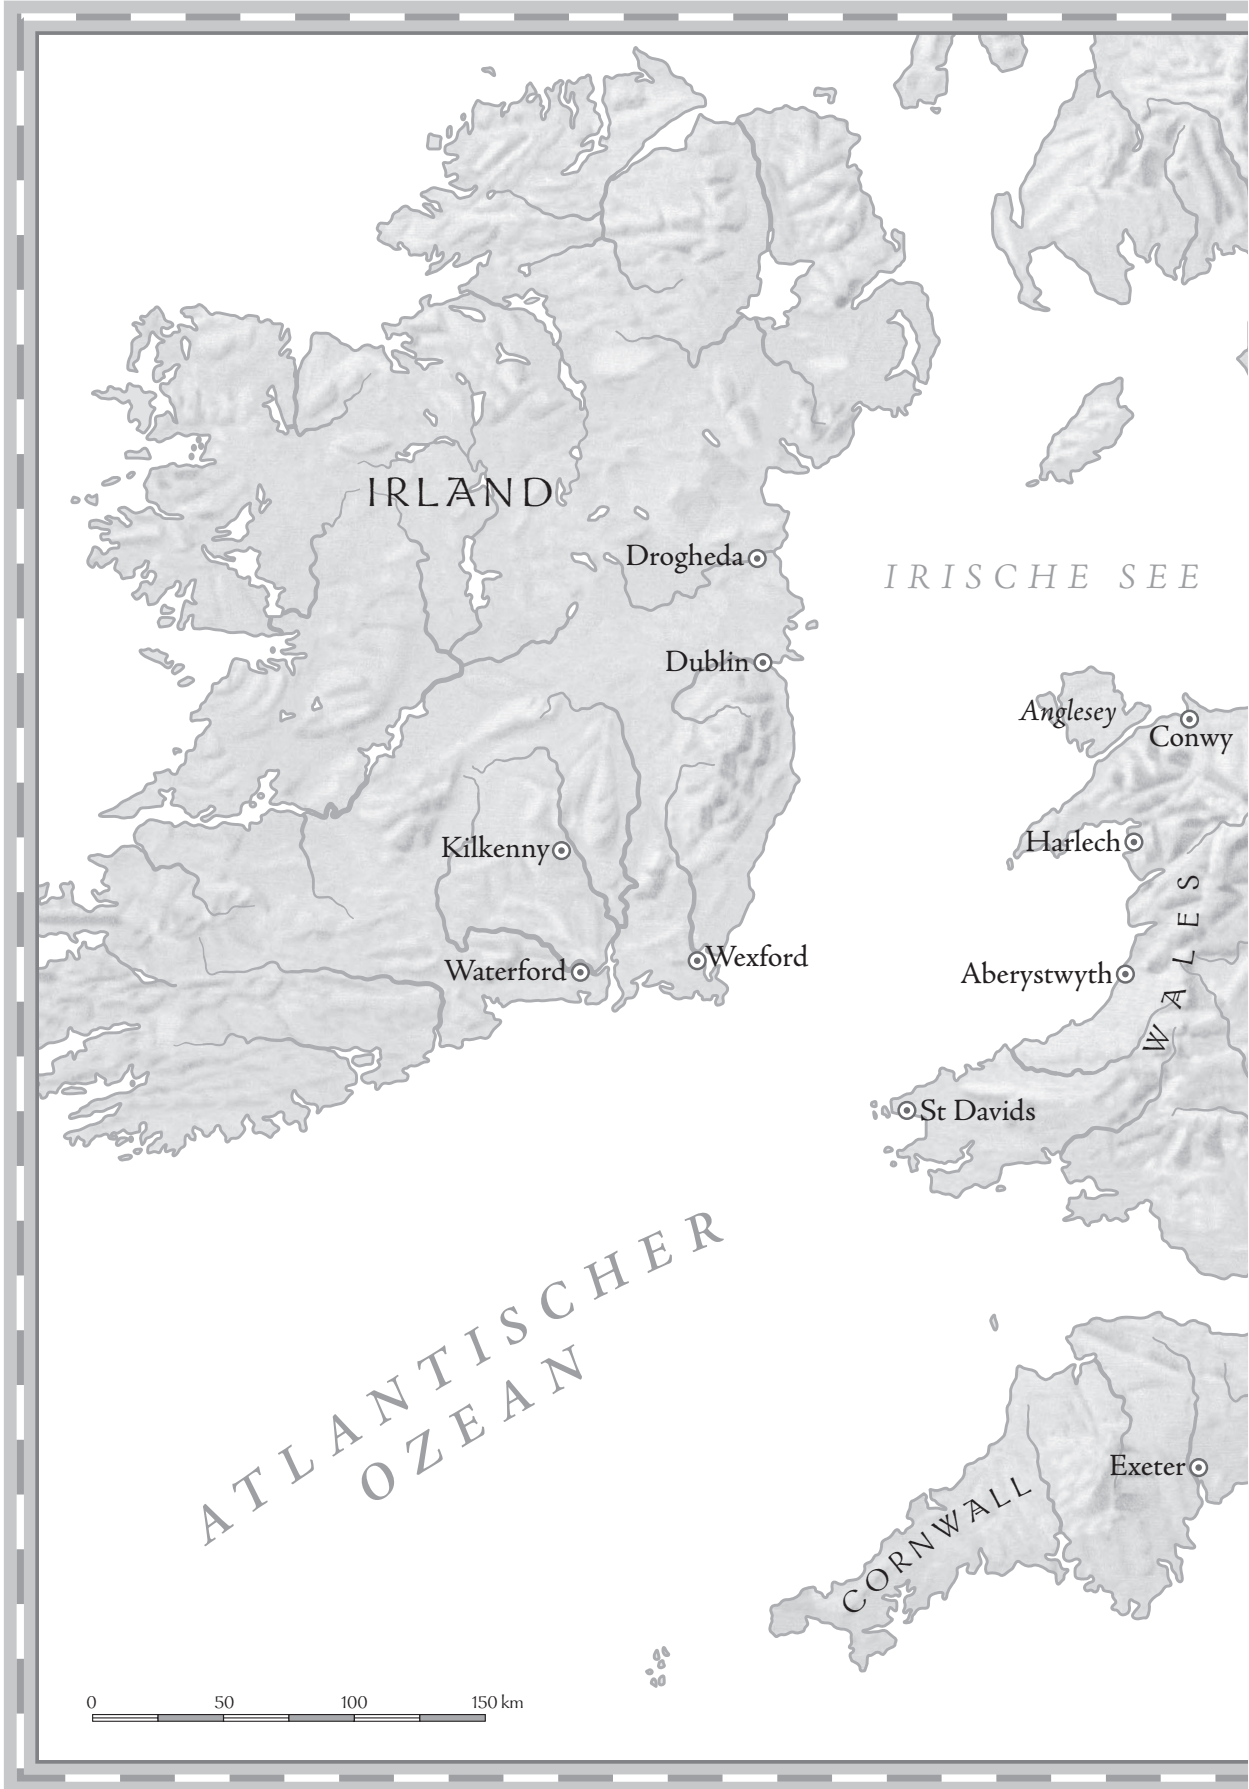 IRLAND
Drogheda
IRISCHE SEE
Dublin
Anglesey
Conwy
Harlech
Kilkenny
WALES
Wexford
Waterford
Aberystwyth
St Davids
ATLANTISCHER
OZEAN
Exeter
CORNWALL
0 50 100 150 km